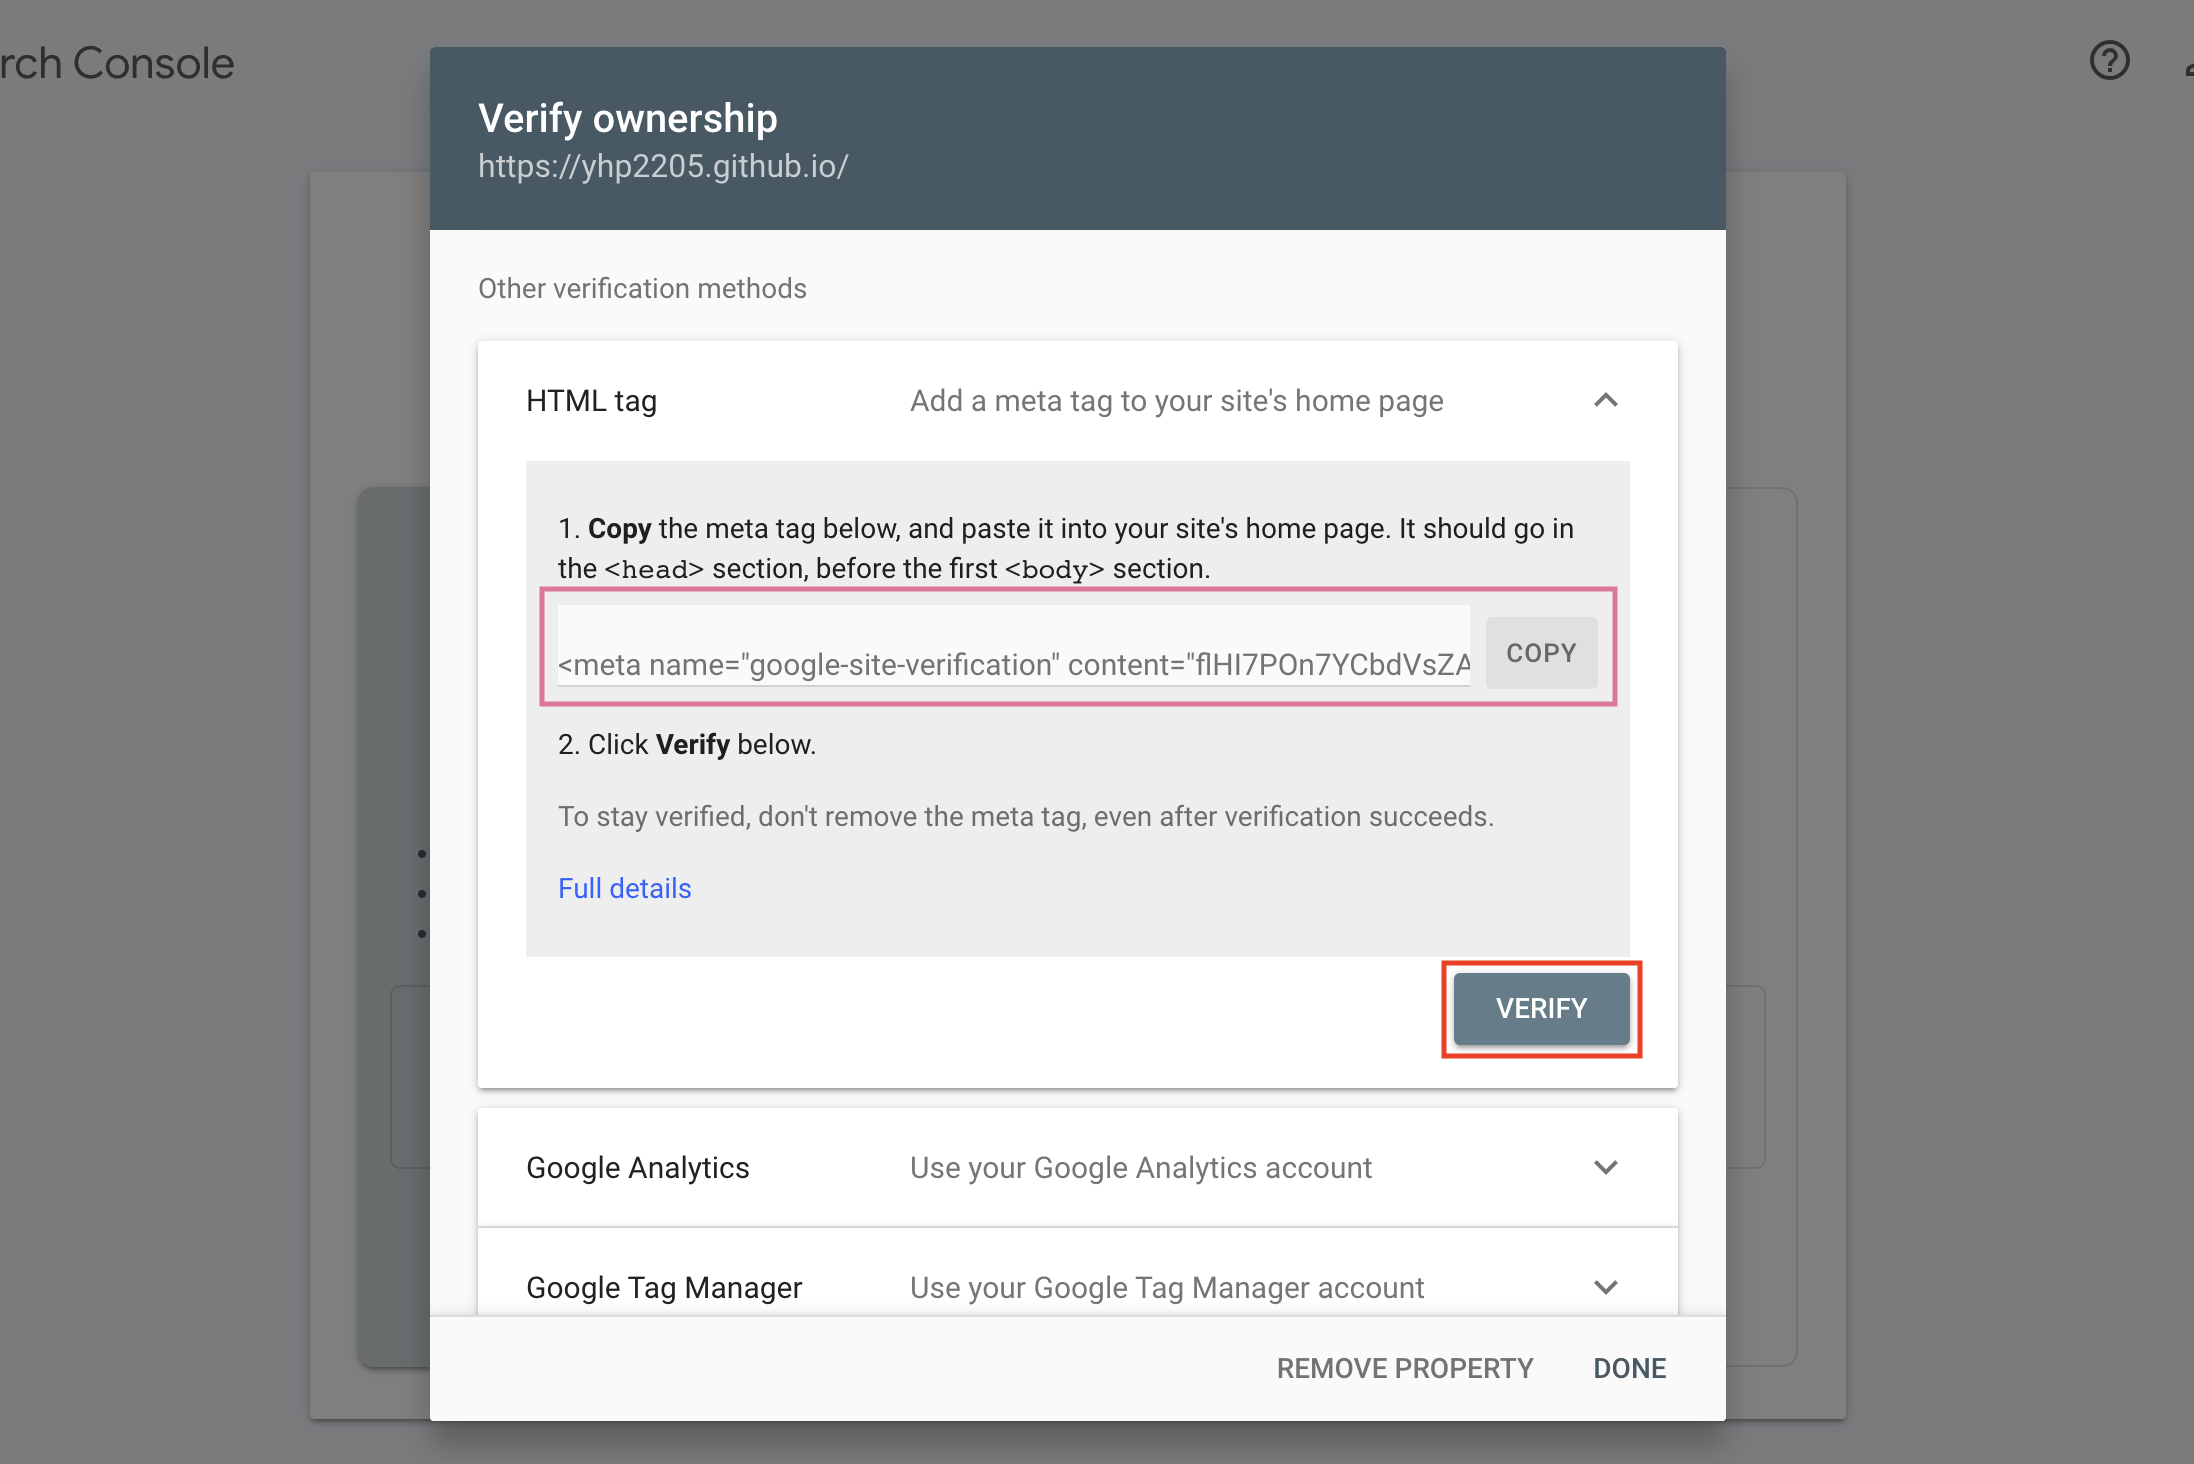 rch Console
Verify ownership
https://yhp2205.github.io/
Other verification methods
HTML tag
Add a meta tag to your site's home page
1. Copy the meta tag below, and paste it into your site's home page. It should go in
the <head> section, before the first <body> section.
<meta name="google-site-verification" content="flHI7POn7YCbdVsZA
COPY
2. Click Verify below.
To stay verified, don't remove the meta tag, even after verification succeeds.
Full details
VERIFY
Google Analytics
Use your Google Analytics account
Google Tag Manager
Use your Google Tag Manager account
REMOVE PROPERTY
DONE